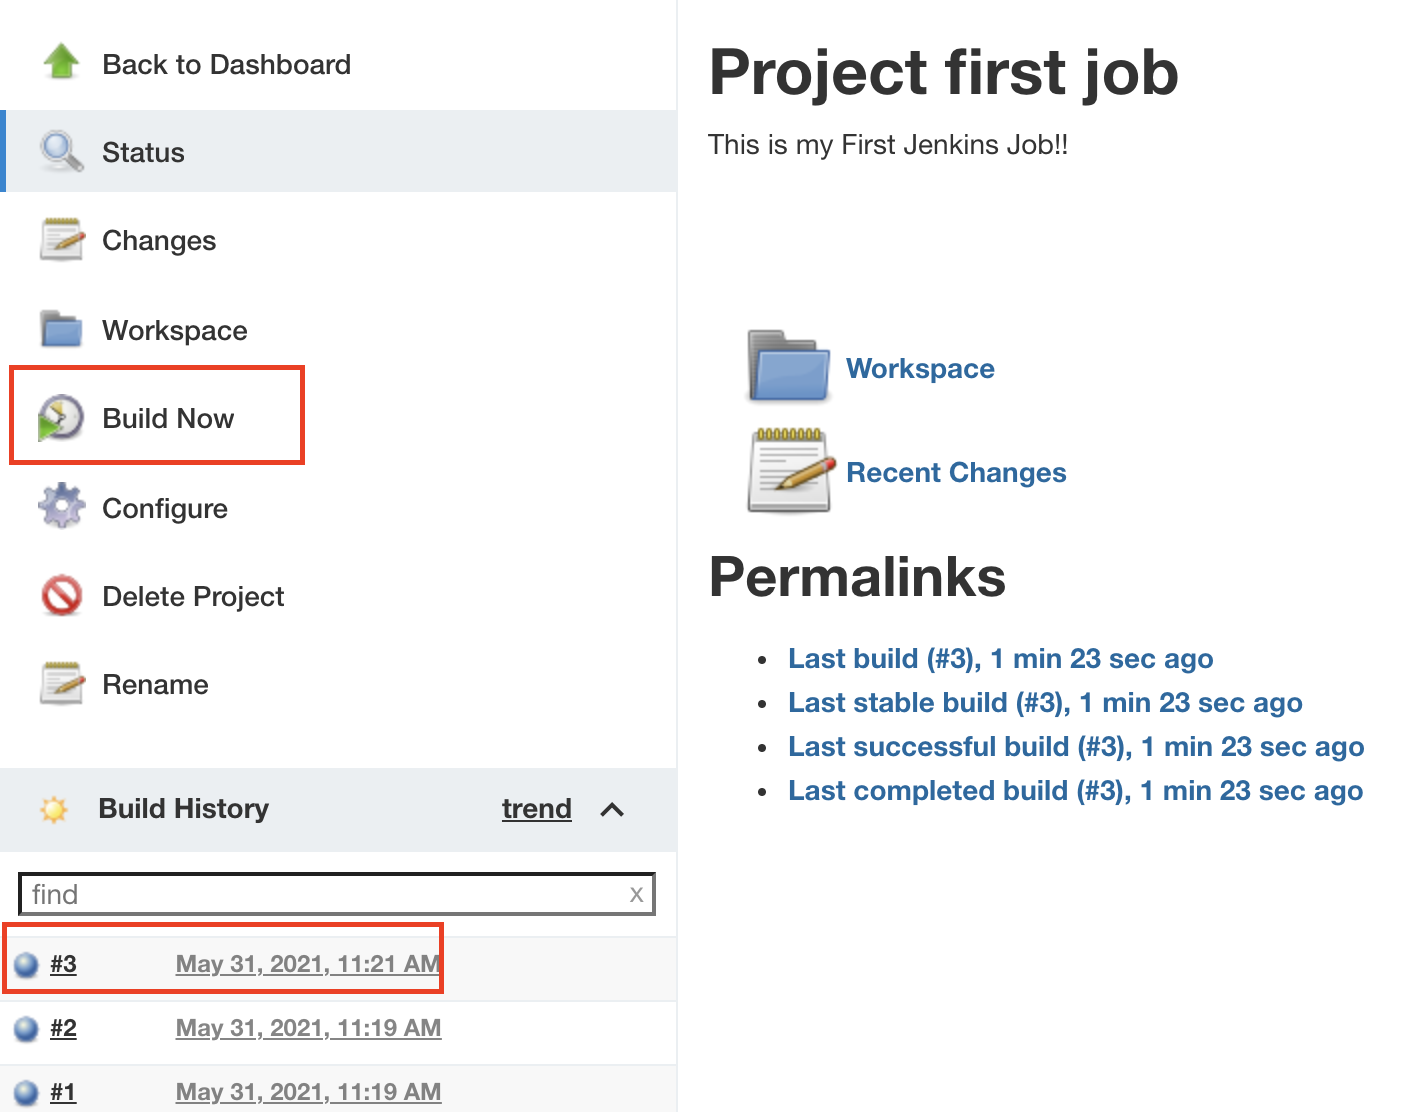 Back to Dashboard
Status
Changes
Workspace
Build Now
Configure
Delete Project
Rename
Build History trend
find x
#3 May 31, 2021, 11:21 AM
#2 May 31, 2021, 11:19 AM
#1 May 31, 2021, 11:19 AM
Project first job
This is my First Jenkins Job!!
Workspace
Recent Changes
Permalinks
• Last build (#3), 1 min 23 sec ago
• Last stable build (#3), 1 min 23 sec ago
• Last successful build (#3), 1 min 23 sec ago
• Last completed build (#3), 1 min 23 sec ago